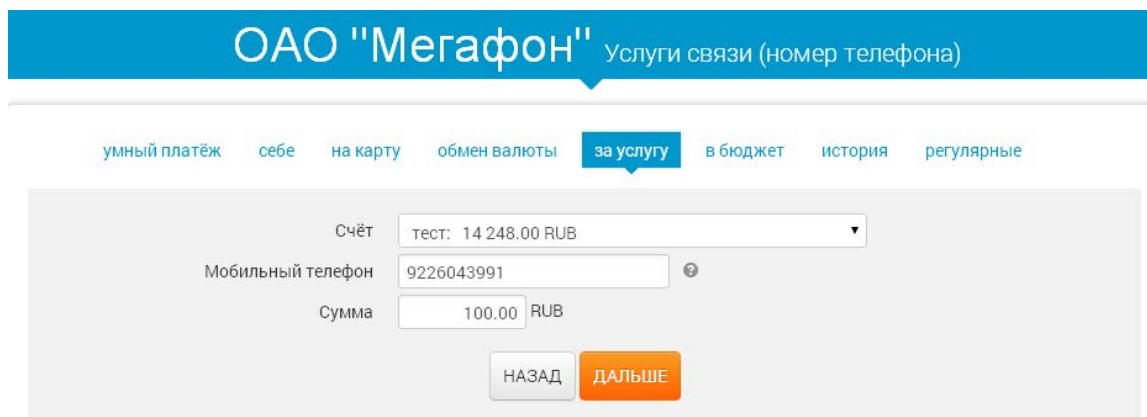 ОАО "Мегафон" Услуги связи (номер телефона)
умный платёж себе на карту обмен валюты за услугу в бюджет история регулярные
Счёт тест: 14 248.00 RUB
Мобильный телефон 9226043991
Сумма 100.00 RUB
НАЗАД ДАЛЬШЕ